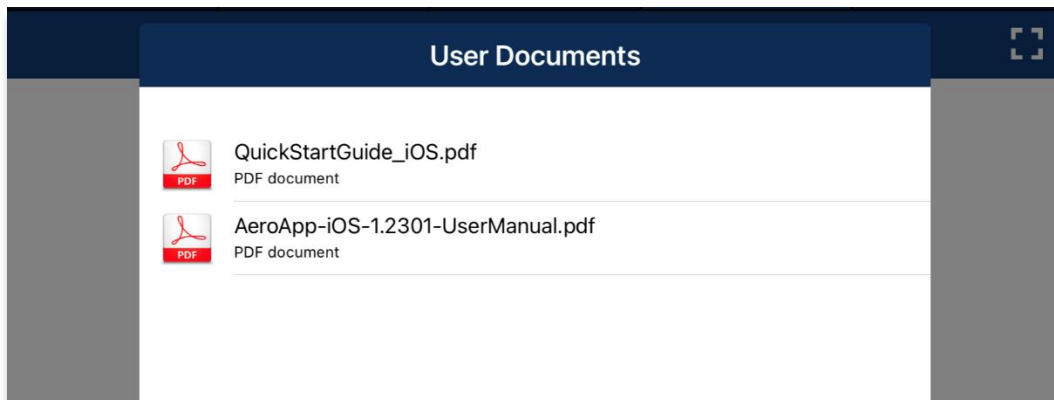 User Documents
PDF
QuickStartGuide_iOS.pdf
PDF document
PDF
AeroApp-iOS-1.2301-UserManual.pdf
PDF document